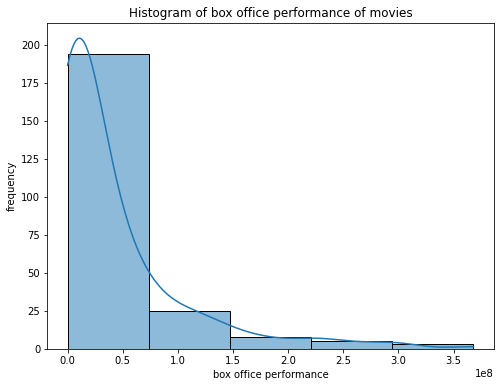 Histogram of box office performance of movies
200
175
150
125
100
75
50
25
0
frequency
0.0 0.5 1.0 1.5 2.0 2.5 3.0 3.5
1e8
box office performance